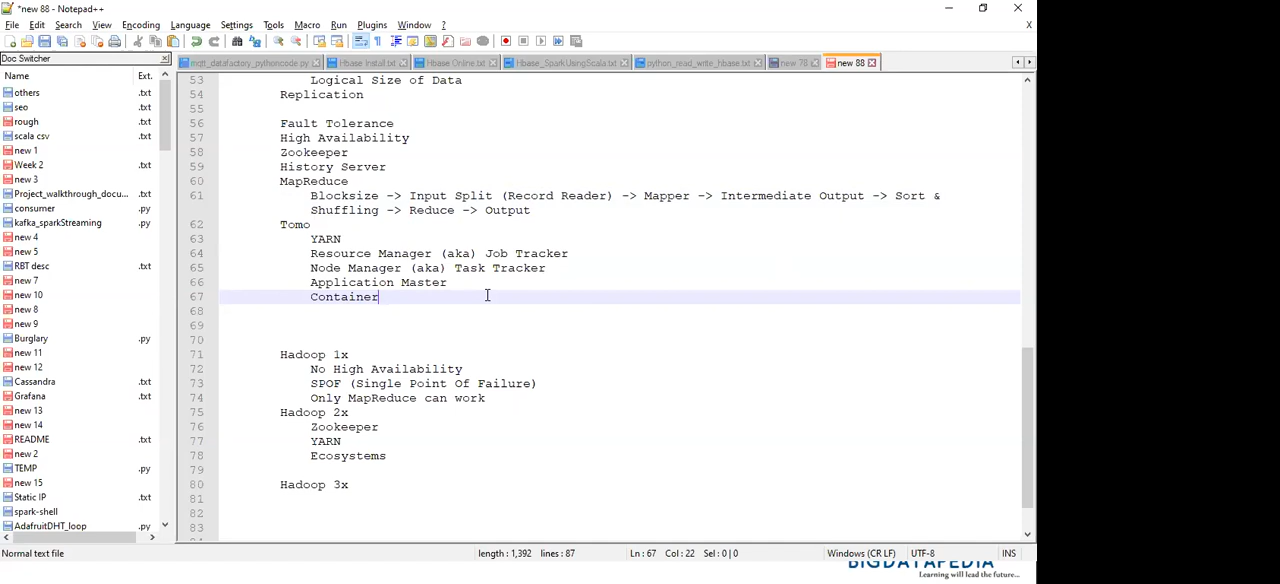 *new 88 - Notepad++
File Edit Search View Encoding Language Settings Tools Macro Run Plugins Window ?
X
Doc Switcher
mqtt_datafactory_pythoncode.py Hbase Install.txt Hbase Online.txt Hbase_SparkUsingScala.txt python_read_write_hbase.txt new 78 new 88
Name Ext.
others .txt
seo .txt
rough .txt
scala csv .txt
new 1
Week 2 .txt
new 3
Project_walkthrough_docu... .txt
consumer .py
kafka_sparkStreaming .py
new 4
new 5
RBT desc .txt
new 7
new 10
new 8
new 9
Burglary .py
new 11
new 12
Cassandra .txt
Grafana .txt
new 13
new 14
README .txt
new 2
TEMP .py
new 15
Static IP .txt
spark-shell
AdafruitDHT_loop .py
53 Logical Size of Data
54 Replication
55
56 Fault Tolerance
57 High Availability
58 Zookeeper
59 History Server
60 MapReduce
61 Blocksize -> Input Split (Record Reader) -> Mapper -> Intermediate Output -> Sort &
Shuffling -> Reduce -> Output
62 Tomo
63 YARN
64 Resource Manager (aka) Job Tracker
65 Node Manager (aka) Task Tracker
66 Application Master
67 Container
68
69
70
71 Hadoop 1x
72 No High Availability
73 SPOF (Single Point Of Failure)
74 Only MapReduce can work
75 Hadoop 2x
76 Zookeeper
77 YARN
78 Ecosystems
79
80 Hadoop 3x
81
82
83
Normal text file length : 1,392 lines : 87 Ln : 67 Col : 22 Sel : 0 | 0 Windows (CR LF) UTF-8 INS
BIGDATAPEDIA
...Learning will lead the future...